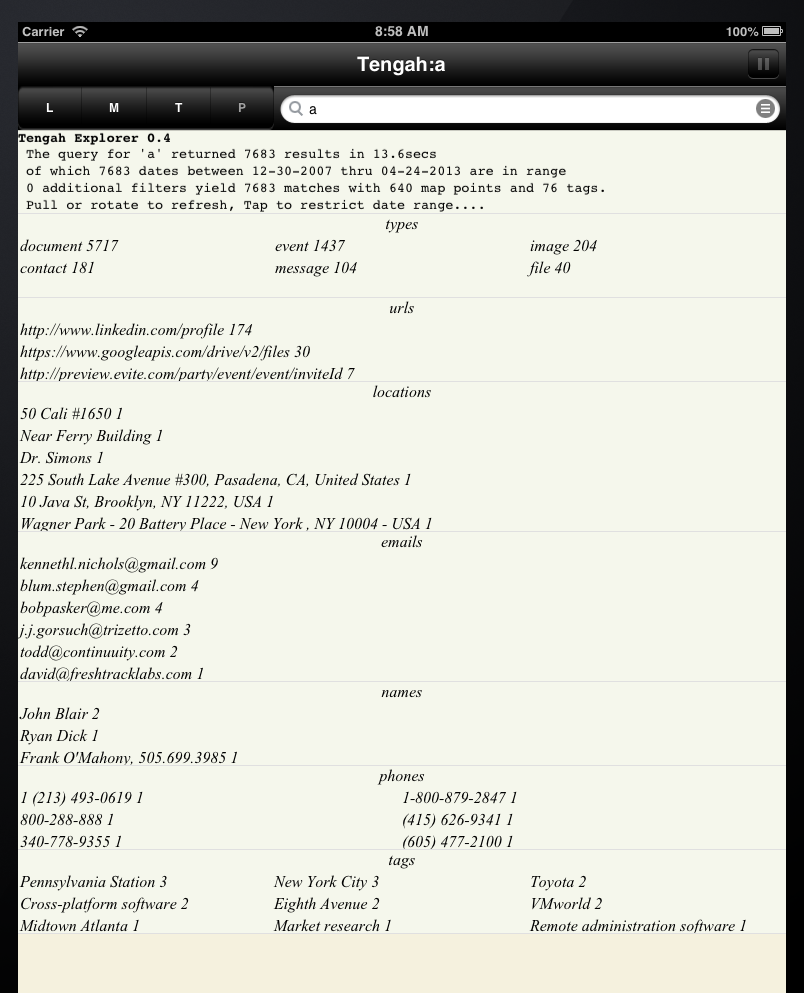 Carrier 8:58 AM 100%
Tengah:a
L M T P a
Tengah Explorer 0.4
The query for 'a' returned 7683 results in 13.6secs
of which 7683 dates between 12-30-2007 thru 04-24-2013 are in range
0 additional filters yield 7683 matches with 640 map points and 76 tags.
Pull or rotate to refresh, Tap to restrict date range....
types
document 5717 event 1437 image 204
contact 181 message 104 file 40
urls
http://www.linkedin.com/profile 174
https://www.googleapis.com/drive/v2/files 30
http://preview.evite.com/party/event/event/inviteId 7
locations
50 Cali #1650 1
Near Ferry Building 1
Dr. Simons 1
225 South Lake Avenue #300, Pasadena, CA, United States 1
10 Java St, Brooklyn, NY 11222, USA 1
Wagner Park - 20 Battery Place - New York , NY 10004 - USA 1
emails
kennethl.nichols@gmail.com 9
blum.stephen@gmail.com 4
bobpasker@me.com 4
j.j.gorsuch@trizetto.com 3
todd@continuuity.com 2
david@freshtracklabs.com 1
names
John Blair 2
Ryan Dick 1
Frank O'Mahony, 505.699.3985 1
phones
1 (213) 493-0619 1 1-800-879-2847 1
800-288-888 1 (415) 626-9341 1
340-778-9355 1 (605) 477-2100 1
tags
Pennsylvania Station 3 New York City 3 Toyota 2
Cross-platform software 2 Eighth Avenue 2 VMworld 2
Midtown Atlanta 1 Market research 1 Remote administration software 1